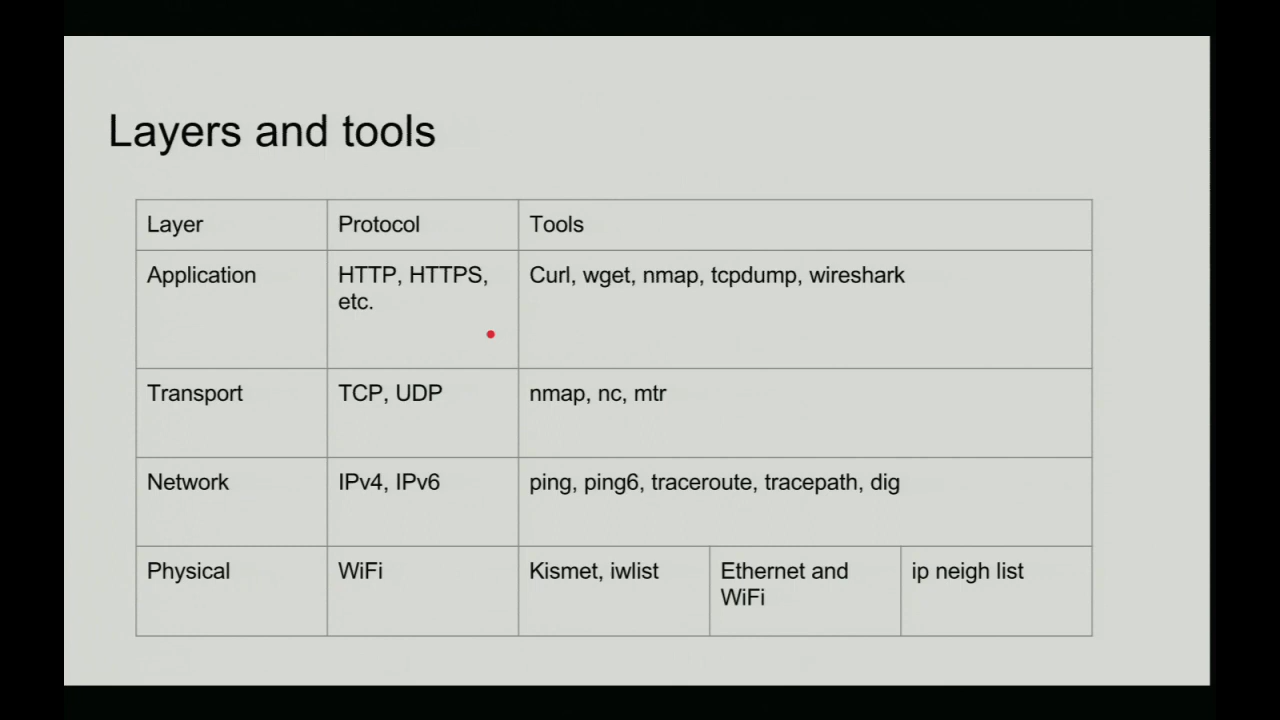 Layers and tools
Layer
Protocol
Tools
Application
HTTP, HTTPS,
etc.
Curl, wget, nmap, tcpdump, wireshark
Transport
TCP, UDP
nmap, nc, mtr
Network
IPv4, IPv6
ping, ping6, traceroute, tracepath, dig
Physical
WiFi
Kismet, iwlist
Ethernet and
WiFi
ip neigh list